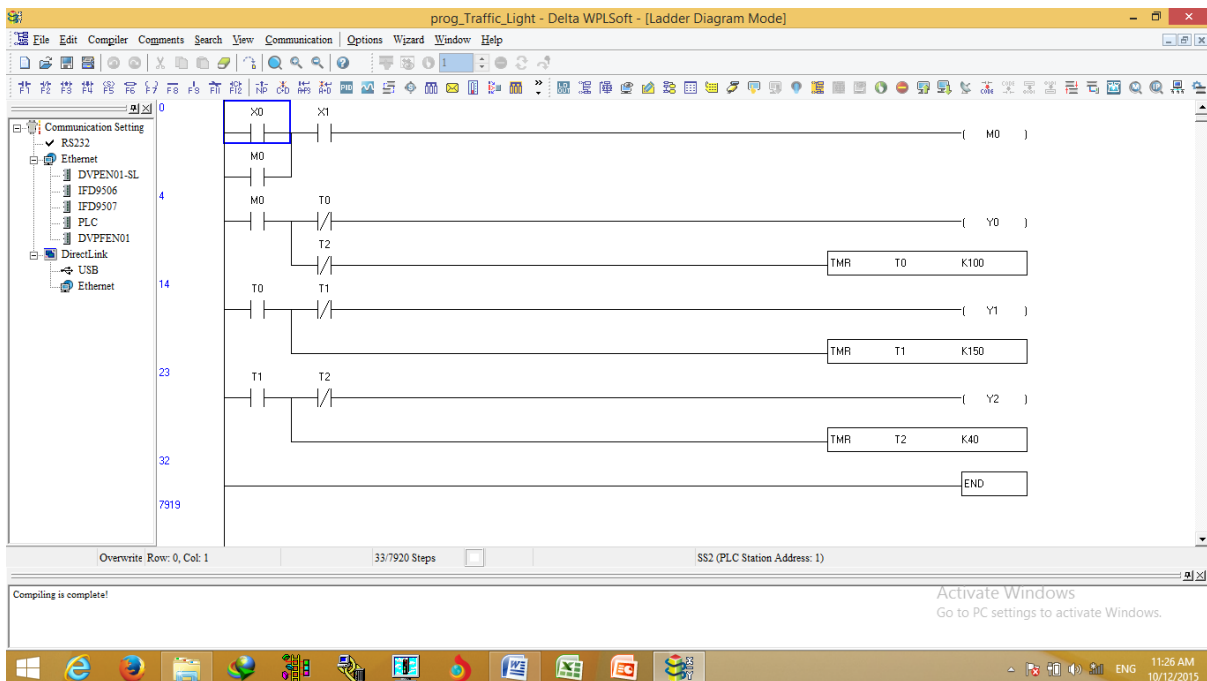 prog_Traffic_Light - Delta WPLSoft - [Ladder Diagram Mode]
File Edit Compiler Comments Search View Communication Options Wizard Window Help
1
Communication Setting
RS232
Ethernet
DVPEN01-SL
IFD9506
IFD9507
PLC
DVPFEN01
DirectLink
USB
Ethernet
0
X0 X1
( M0 )
M0
4
M0 T0
( Y0 )
T2
TMR T0 K100
14
T0 T1
( Y1 )
TMR T1 K150
23
T1 T2
( Y2 )
TMR T2 K40
32
END
7919
Overwrite Row: 0, Col: 1 33/7920 Steps SS2 (PLC Station Address: 1)
Compiling is complete!
Activate Windows
Go to PC settings to activate Windows.
ENG 11:26 AM
10/12/2015